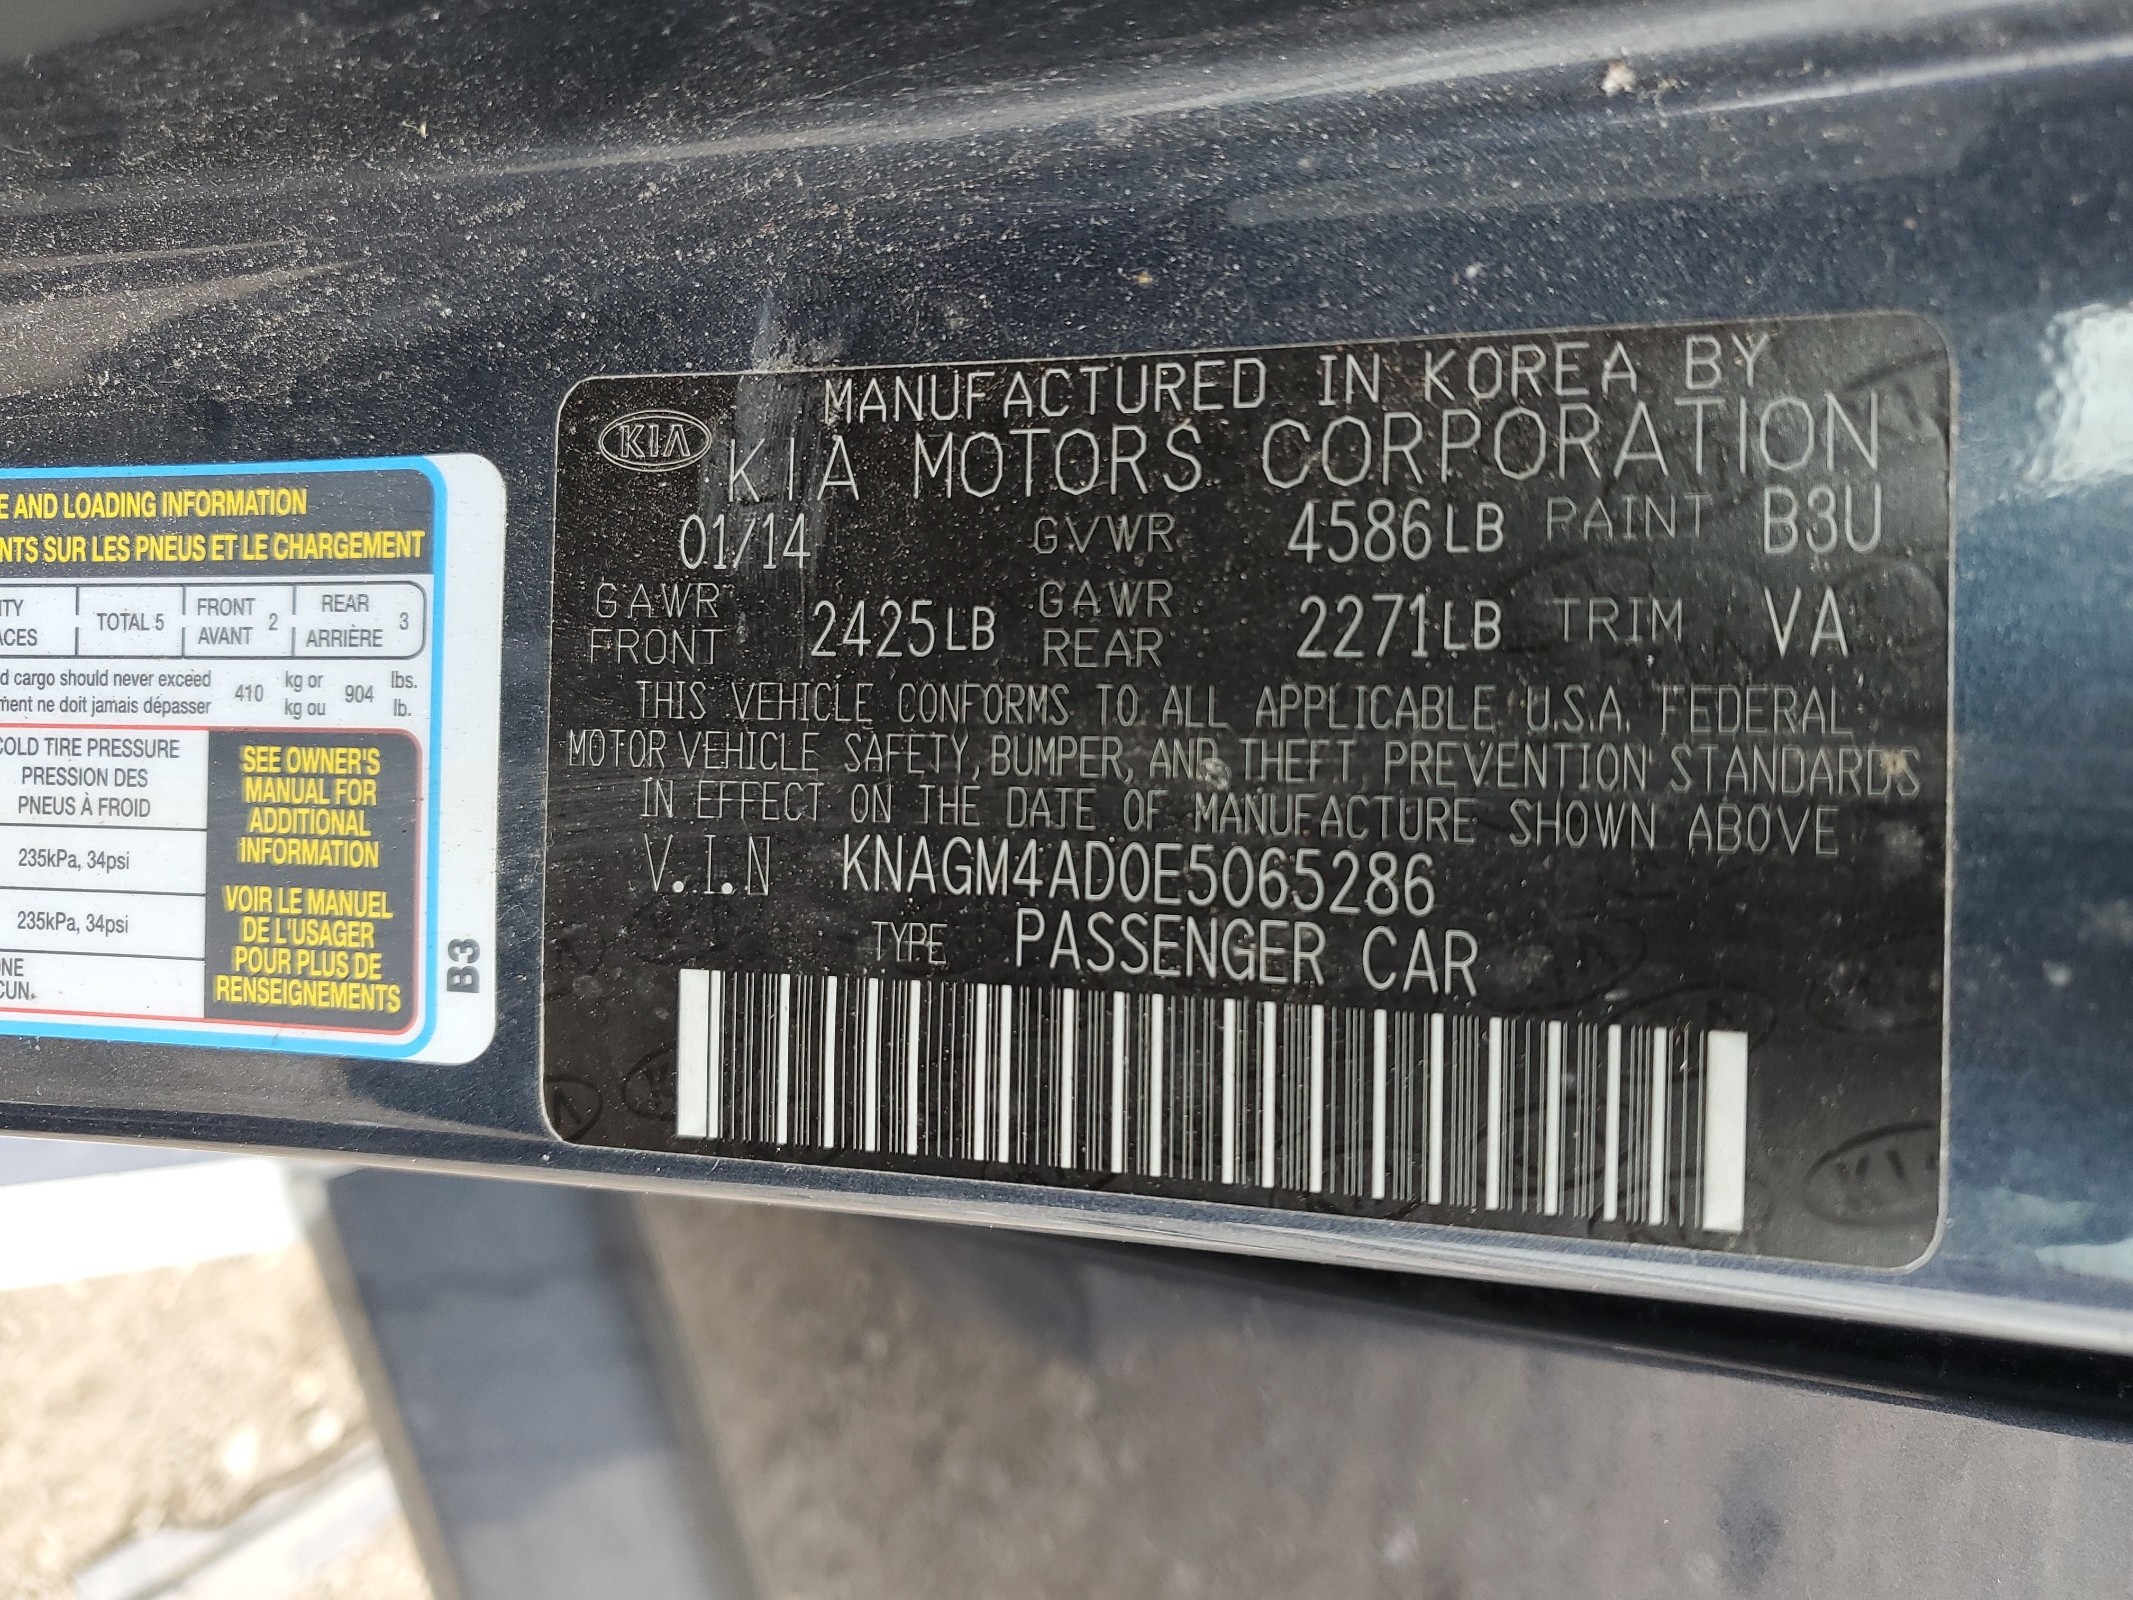 E AND LOADING INFORMATION
NTS SUR LES PNEUS ET LE CHARGEMENT
ITY
ACES
TOTAL 5
FRONT
AVANT 2
REAR
ARRIÈRE 3
d cargo should never exceed
ment ne doit jamais dépasser
410 kg or
kg ou
904 lbs.
lb.
COLD TIRE PRESSURE
PRESSION DES
PNEUS À FROID
235kPa, 34psi
235kPa, 34psi
NE
CUN.
SEE OWNER'S
MANUAL FOR
ADDITIONAL
INFORMATION
VOIR LE MANUEL
DE L'USAGER
POUR PLUS DE
RENSEIGNEMENTS
B3
KIA
MANUFACTURED IN KOREA BY
KIA MOTORS CORPORATION
01/14 GVWR 4586LB PAINT B3U
GAWR
FRONT 2425LB
GAWR
REAR 2271LB TRIM VA
THIS VEHICLE CONFORMS TO ALL APPLICABLE U.S.A. FEDERAL
MOTOR VEHICLE SAFETY, BUMPER, AND THEFT PREVENTION STANDARDS
IN EFFECT ON THE DATE OF MANUFACTURE SHOWN ABOVE
V.I.N KNAGM4AD0E5065286
TYPE PASSENGER CAR